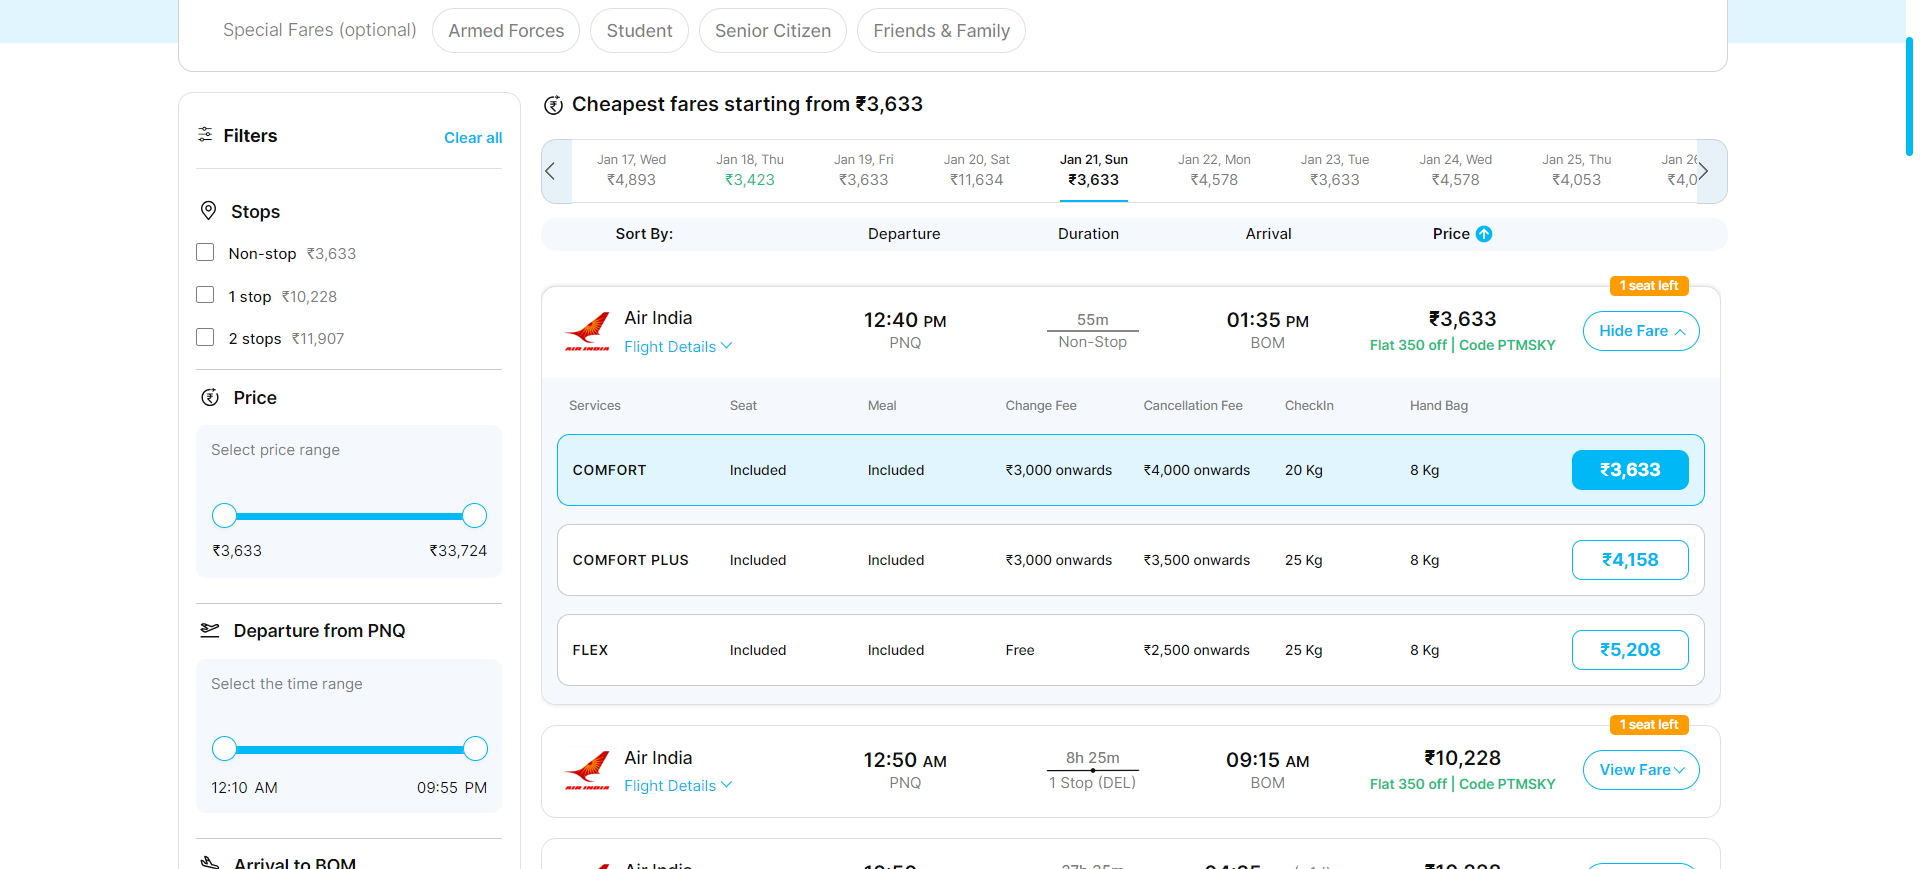 Special Fares (optional) Armed Forces Student Senior Citizen Friends & Family
Filters Clear all
Stops
Non-stop ₹3,633
1 stop ₹10,228
2 stops ₹11,907
Price
Select price range
₹3,633 ₹33,724
Departure from PNQ
Select the time range
12:10 AM 09:55 PM
Arrival to BOM
Cheapest fares starting from ₹3,633
Jan 17, Wed Jan 18, Thu Jan 19, Fri Jan 20, Sat Jan 21, Sun Jan 22, Mon Jan 23, Tue Jan 24, Wed Jan 25, Thu Jan 26
₹4,893 ₹3,423 ₹3,633 ₹11,634 ₹3,633 ₹4,578 ₹3,633 ₹4,578 ₹4,053 ₹4,0
Sort By: Departure Duration Arrival Price
1 seat left
Air India 12:40 PM 55m 01:35 PM ₹3,633 Hide Fare
AIR INDIA Flight Details PNQ Non-Stop BOM Flat 350 off | Code PTMSKY
Services Seat Meal Change Fee Cancellation Fee CheckIn Hand Bag
COMFORT Included Included ₹3,000 onwards ₹4,000 onwards 20 Kg 8 Kg ₹3,633
COMFORT PLUS Included Included ₹3,000 onwards ₹3,500 onwards 25 Kg 8 Kg ₹4,158
FLEX Included Included Free ₹2,500 onwards 25 Kg 8 Kg ₹5,208
1 seat left
Air India 12:50 AM 8h 25m 09:15 AM ₹10,228 View Fare
AIR INDIA Flight Details PNQ 1 Stop (DEL) BOM Flat 350 off | Code PTMSKY
Air India 12:50 ₹10,228